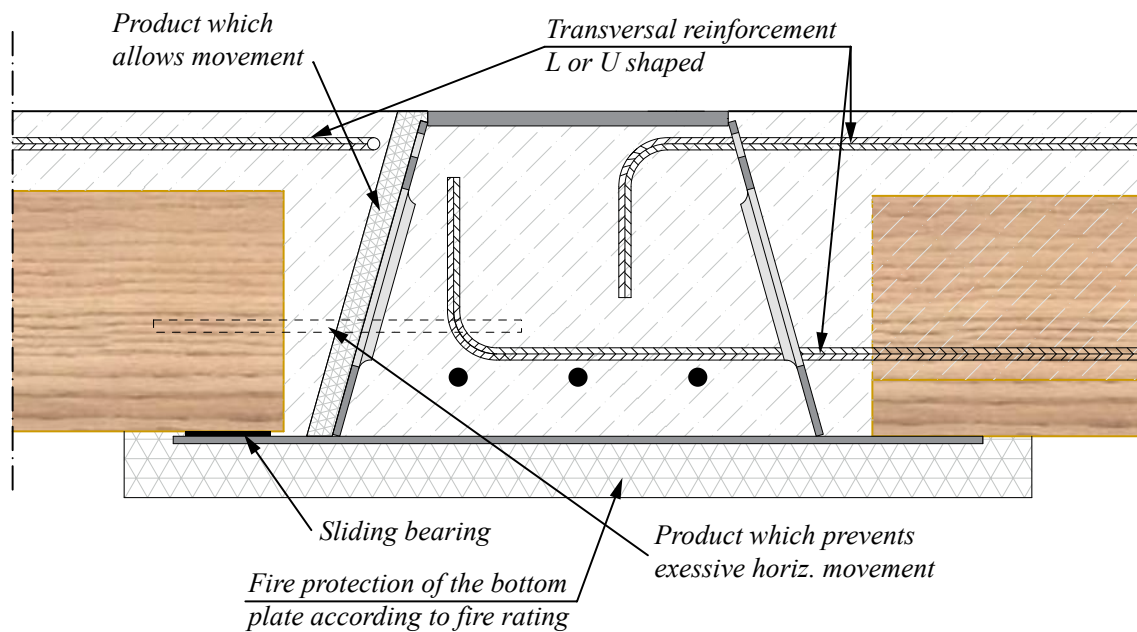 Product which
allows movement
Transversal reinforcement
L or U shaped
Sliding bearing
Product which prevents
exessive horiz. movement
Fire protection of the bottom
plate according to fire rating